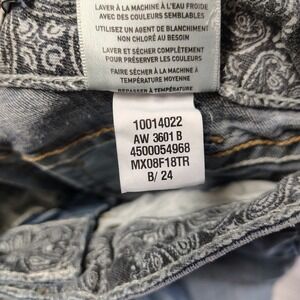 LAVER À LA MACHINE À L'EAU FROIDE
AVEC DES COULEURS SEMBLABLES
UTILISEZ UN AGENT DE BLANCHIMENT
NON CHLORÉ AU BESOIN
LAVER ET SÉCHER COMPLÈTEMENT
POUR PRÉSERVER LES COULEURS
FAIRE SÉCHER À LA MACHINE À
TEMPÉRATURE MOYENNE
REPASSER À TEMPÉRATURE
10014022
AW 3601 B
4500054968
MX08F18TR
B/ 24